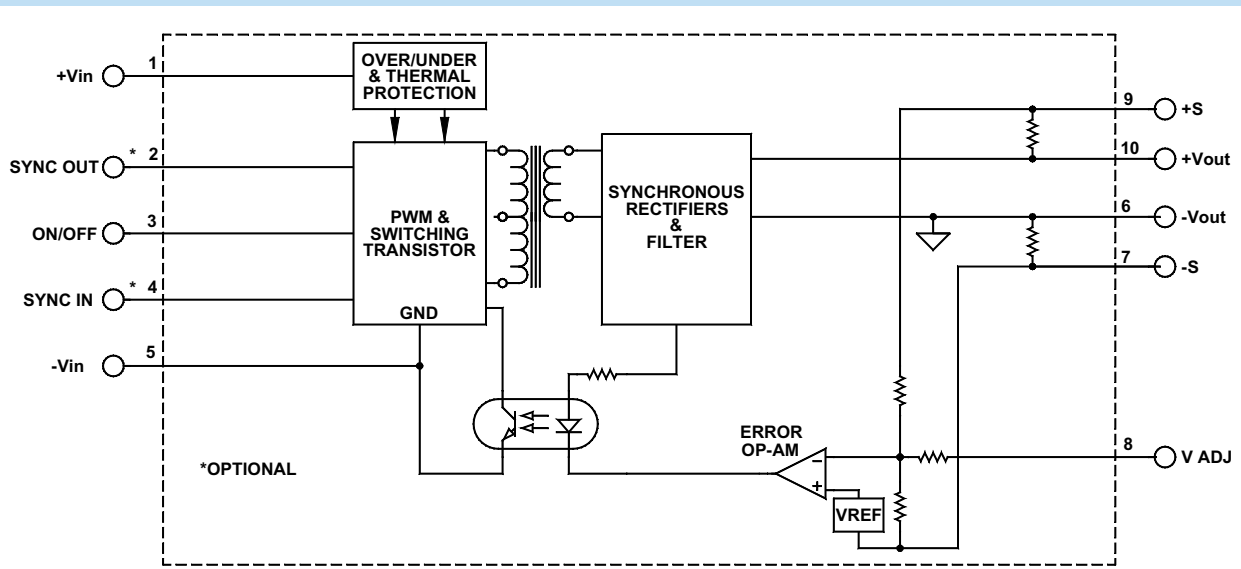 +Vin
1
OVER/UNDER
& THERMAL
PROTECTION
SYNC OUT
* 2
ON/OFF
3
SYNC IN
* 4
-Vin
5
PWM &
SWITCHING
TRANSISTOR
GND
SYNCHRONOUS
RECTIFIERS
&
FILTER
9
+S
10
+Vout
6
-Vout
7
-S
ERROR
OP-AM
−
+
VREF
8
V ADJ
*OPTIONAL